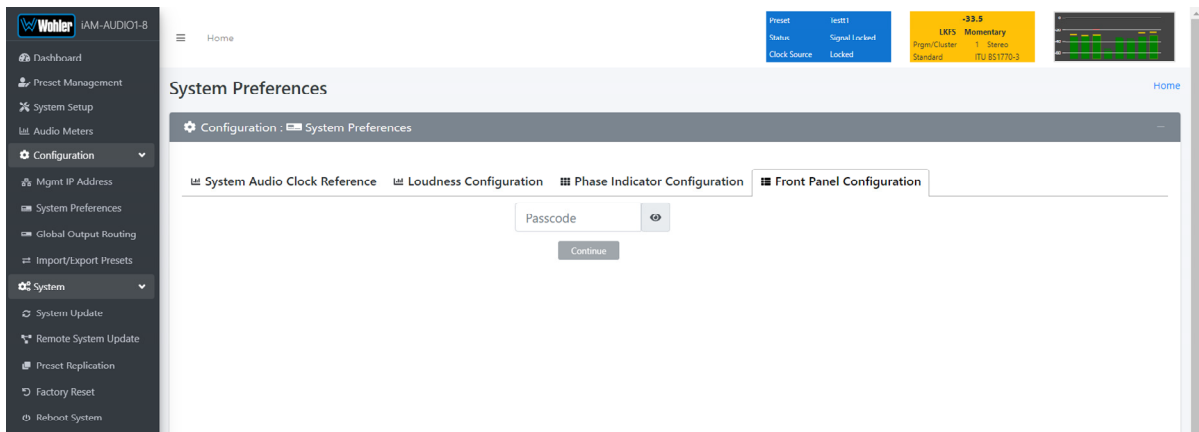 Wohler iAM-AUDIO1-8
Dashboard
Preset Management
System Setup
Audio Meters
Configuration
Mgmt IP Address
System Preferences
Global Output Routing
Import/Export Presets
System
System Update
Remote System Update
Preset Replication
Factory Reset
Reboot System
Home
Preset Testt1
Status Signal Locked
Clock Source Locked
-33.5
LKFS Momentary
Prgm/Cluster 1 Stereo
Standard ITU BS1770-3
System Preferences
Home
Configuration : System Preferences
System Audio Clock Reference Loudness Configuration Phase Indicator Configuration Front Panel Configuration
Passcode
Continue